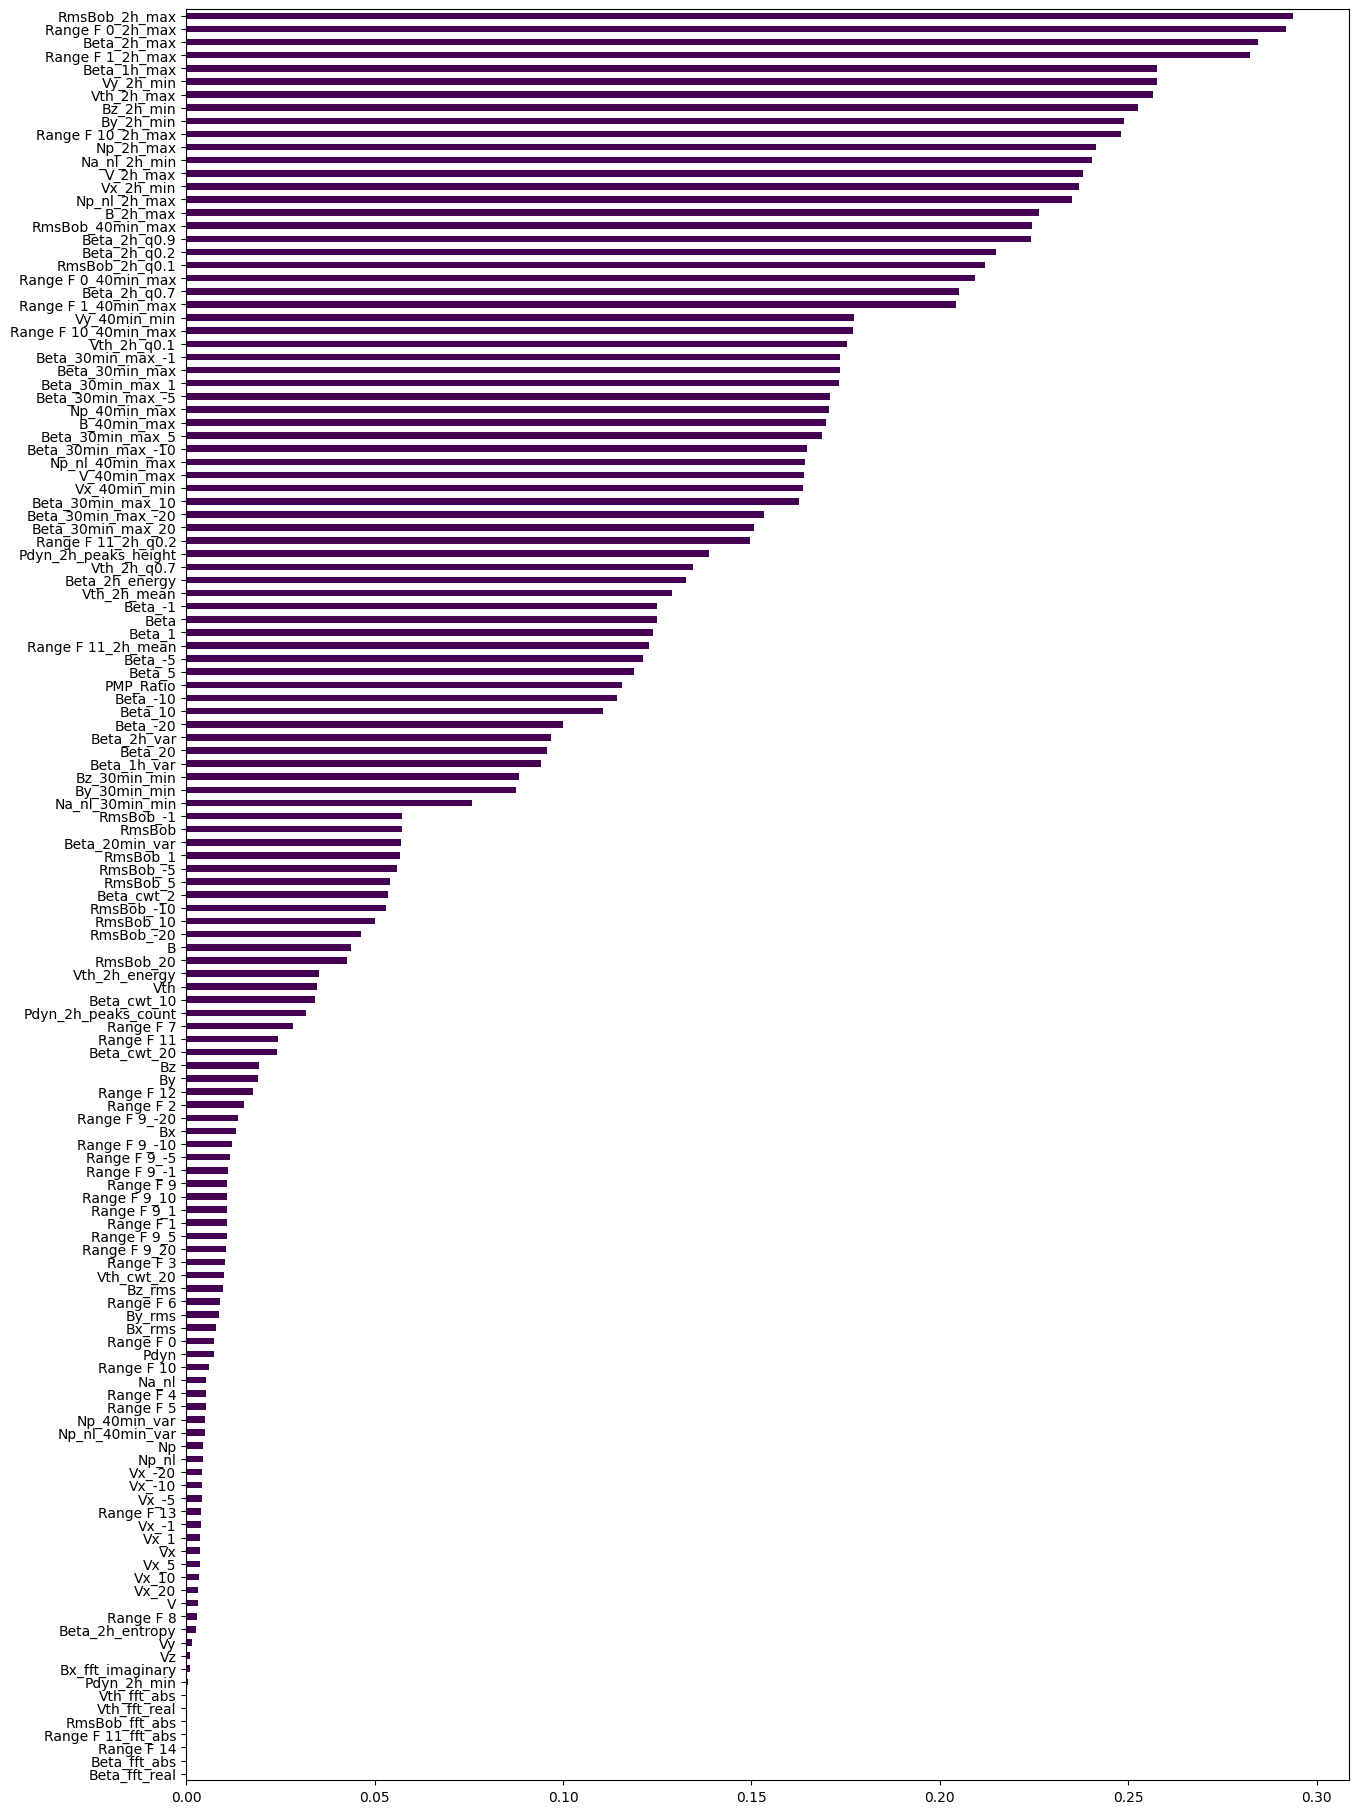 RmsBob_2h_max
Range F 0_2h_max
Beta_2h_max
Range F 1_2h_max
Beta_1h_max
Vy_2h_min
Vth_2h_max
Bz_2h_min
By_2h_min
Range F 10_2h_max
Np_2h_max
Na_nl_2h_min
V_2h_max
Vx_2h_min
Np_nl_2h_max
B_2h_max
RmsBob_40min_max
Beta_2h_q0.9
Beta_2h_q0.2
RmsBob_2h_q0.1
Range F 0_40min_max
Beta_2h_q0.7
Range F 1_40min_max
Vy_40min_min
Range F 10_40min_max
Vth_2h_q0.1
Beta_30min_max_-1
Beta_30min_max
Beta_30min_max_1
Beta_30min_max_-5
Np_40min_max
B_40min_max
Beta_30min_max_5
Beta_30min_max_-10
Np_nl_40min_max
V_40min_max
Vx_40min_min
Beta_30min_max_10
Beta_30min_max_-20
Beta_30min_max_20
Range F 11_2h_q0.2
Pdyn_2h_peaks_height
Vth_2h_q0.7
Beta_2h_energy
Vth_2h_mean
Beta_-1
Beta
Beta_1
Range F 11_2h_mean
Beta_-5
Beta_5
PMP_Ratio
Beta_-10
Beta_10
Beta_-20
Beta_2h_var
Beta_20
Beta_1h_var
Bz_30min_min
By_30min_min
Na_nl_30min_min
RmsBob_-1
RmsBob
Beta_20min_var
RmsBob_1
RmsBob_-5
RmsBob_5
Beta_cwt_2
RmsBob_-10
RmsBob_10
RmsBob_-20
B
RmsBob_20
Vth_2h_energy
Vth
Beta_cwt_10
Pdyn_2h_peaks_count
Range F 7
Range F 11
Beta_cwt_20
Bz
By
Range F 12
Range F 2
Range F 9_-20
Bx
Range F 9_-10
Range F 9_-5
Range F 9_-1
Range F 9
Range F 9_10
Range F 9_1
Range F 1
Range F 9_5
Range F 9_20
Range F 3
Vth_cwt_20
Bz_rms
Range F 6
By_rms
Bx_rms
Range F 0
Pdyn
Range F 10
Na_nl
Range F 4
Range F 5
Np_40min_var
Np_nl_40min_var
Np
Np_nl
Vx_-20
Vx_-10
Vx_-5
Range F 13
Vx_-1
Vx_1
Vx
Vx_5
Vx_10
Vx_20
V
Range F 8
Beta_2h_entropy
Vy
Vz
Bx_fft_imaginary
Pdyn_2h_min
Vth_fft_abs
Vth_fft_real
RmsBob_fft_abs
Range F 11_fft_abs
Range F 14
Beta_fft_abs
Beta_fft_real
0.00 0.05 0.10 0.15 0.20 0.25 0.30